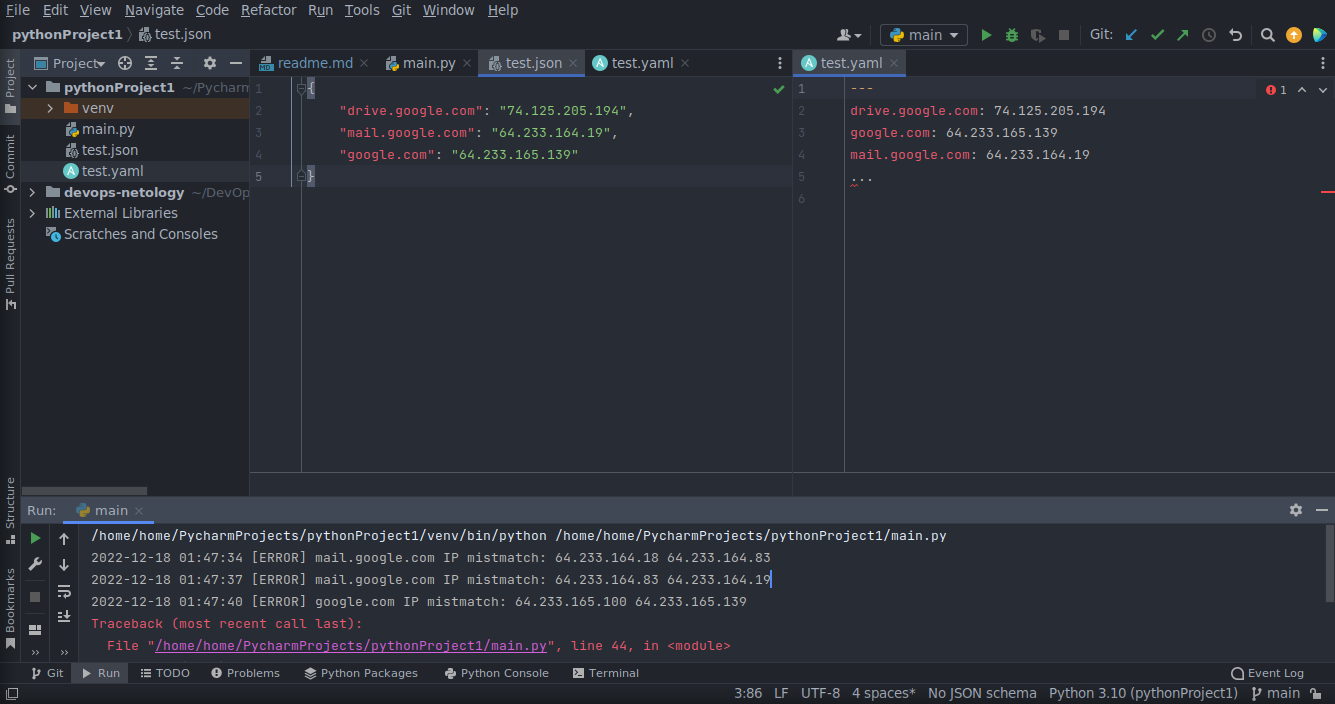 File Edit View Navigate Code Refactor Run Tools Git Window Help
pythonProject1 test.json
main
Git:
Project
Commit
Pull Requests
Structure
Bookmarks
Project
pythonProject1 ~/Pycharm
venv
main.py
test.json
test.yaml
devops-netology ~/DevOp
External Libraries
Scratches and Consoles
readme.md main.py test.json test.yaml
1 {
2 "drive.google.com": "74.125.205.194",
3 "mail.google.com": "64.233.164.19",
4 "google.com": "64.233.165.139"
5 }
test.yaml
1
1 ---
2 drive.google.com: 74.125.205.194
3 google.com: 64.233.165.139
4 mail.google.com: 64.233.164.19
5 ...
6
Run: main
/home/home/PycharmProjects/pythonProject1/venv/bin/python /home/home/PycharmProjects/pythonProject1/main.py
2022-12-18 01:47:34 [ERROR] mail.google.com IP mistmatch: 64.233.164.18 64.233.164.83
2022-12-18 01:47:37 [ERROR] mail.google.com IP mistmatch: 64.233.164.83 64.233.164.19
2022-12-18 01:47:40 [ERROR] google.com IP mistmatch: 64.233.165.100 64.233.165.139
Traceback (most recent call last):
File "/home/home/PycharmProjects/pythonProject1/main.py", line 44, in <module>
Git Run TODO Problems Python Packages Python Console Terminal Event Log
3:86 LF UTF-8 4 spaces* No JSON schema Python 3.10 (pythonProject1) main